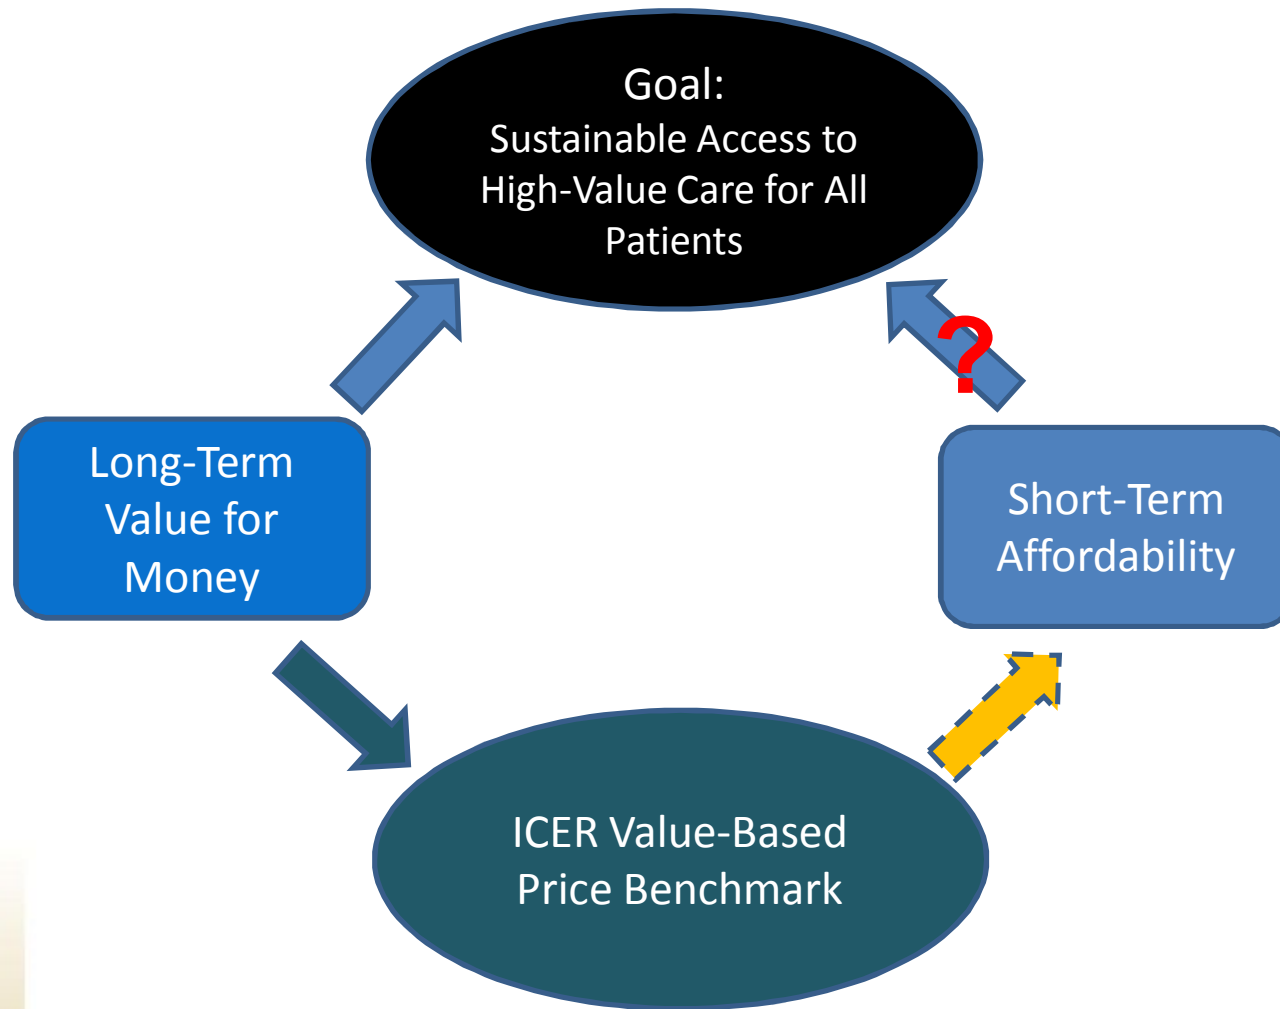 Goal:
Sustainable Access to
High-Value Care for All
Patients
?
Long-Term
Value for
Money
Short-Term
Affordability
ICER Value-Based
Price Benchmark